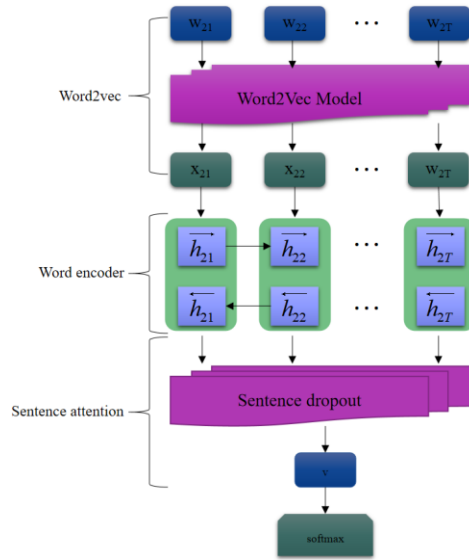 w₂₁ w₂₂ ... w₂T
Word2vec
Word2Vec Model
x₂₁ x₂₂ ... w₂T
Word encoder
→h₂₁ →h₂₂ ... →h₂T
←h₂₁ ←h₂₂ ... ←h₂T
Sentence attention
Sentence dropout
v
softmax